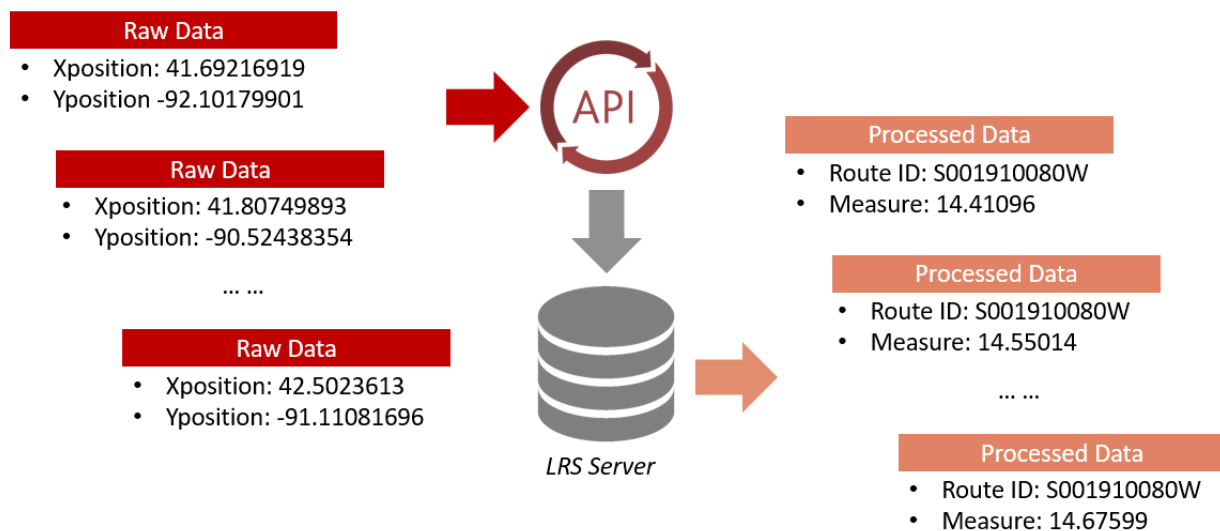 Raw Data
• Xposition: 41.69216919
• Yposition -92.10179901
Raw Data
• Xposition: 41.80749893
• Yposition: -90.52438354
... ...
Raw Data
• Xposition: 42.5023613
• Yposition: -91.11081696
API
LRS Server
Processed Data
• Route ID: S001910080W
• Measure: 14.41096
Processed Data
• Route ID: S001910080W
• Measure: 14.55014
... ...
Processed Data
• Route ID: S001910080W
• Measure: 14.67599